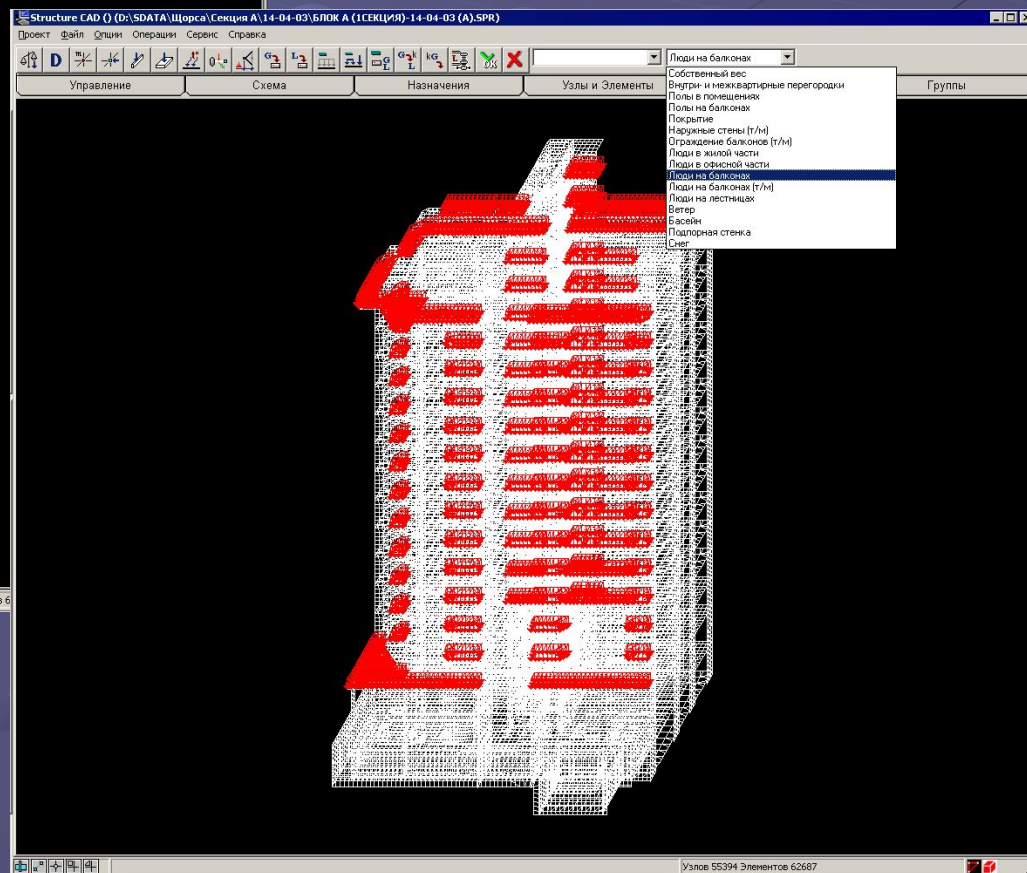 Structure CAD () (D:\SDATA\Щорса\Секция А\14-04-03\БЛОК А (1СЕКЦИЯ)-14-04-03 (А).SPR)
Проект Файл Опции Операции Сервис Справка
Люди на балконах
Управление Схема Назначения Узлы и Элементы Группы
Собственный вес
Внутри- и межквартирные перегородки
Полы в помещениях
Полы на балконах
Покрытие
Наружные стены (т/м)
Ограждение балконов (т/м)
Люди в жилой части
Люди в офисной части
Люди на балконах
Люди на балконах (т/м)
Люди на лестницах
Ветер
Басейн
Подпорная стенка
Снег
Узлов 55394 Элементов 62687